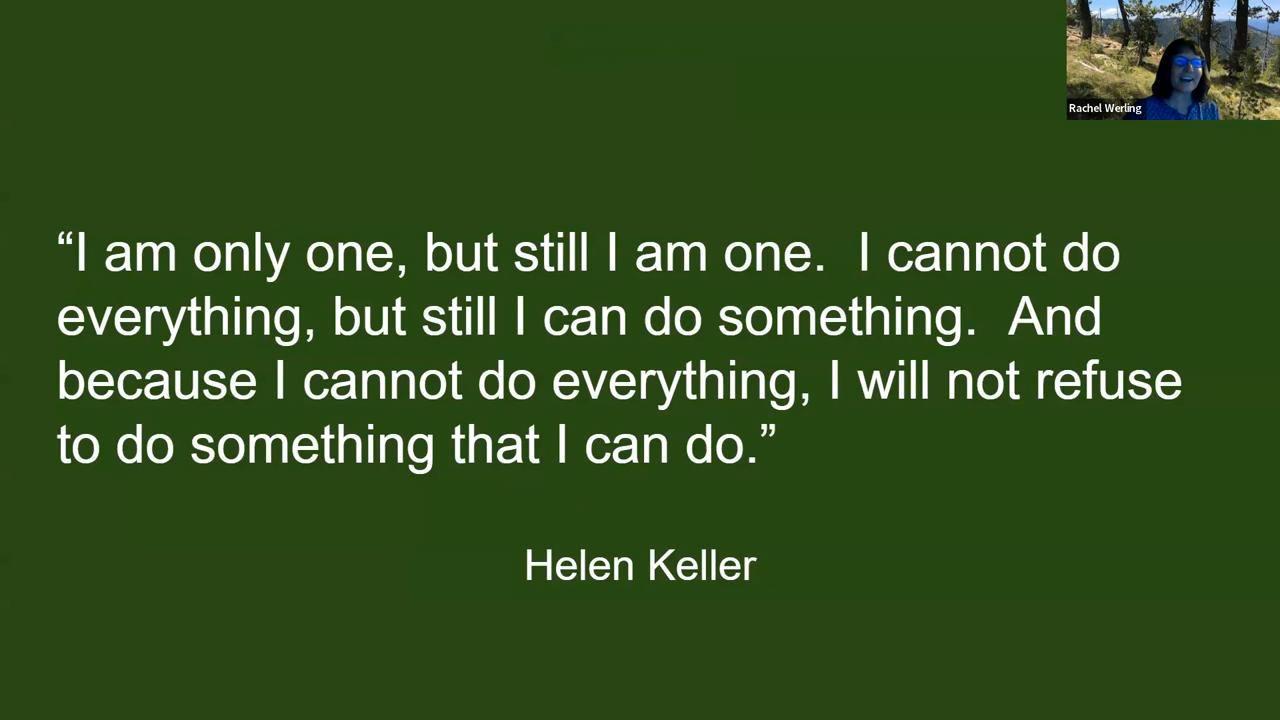 Rachel Werling
“I am only one, but still I am one.  I cannot do
everything, but still I can do something.  And
because I cannot do everything, I will not refuse
to do something that I can do.”
Helen Keller